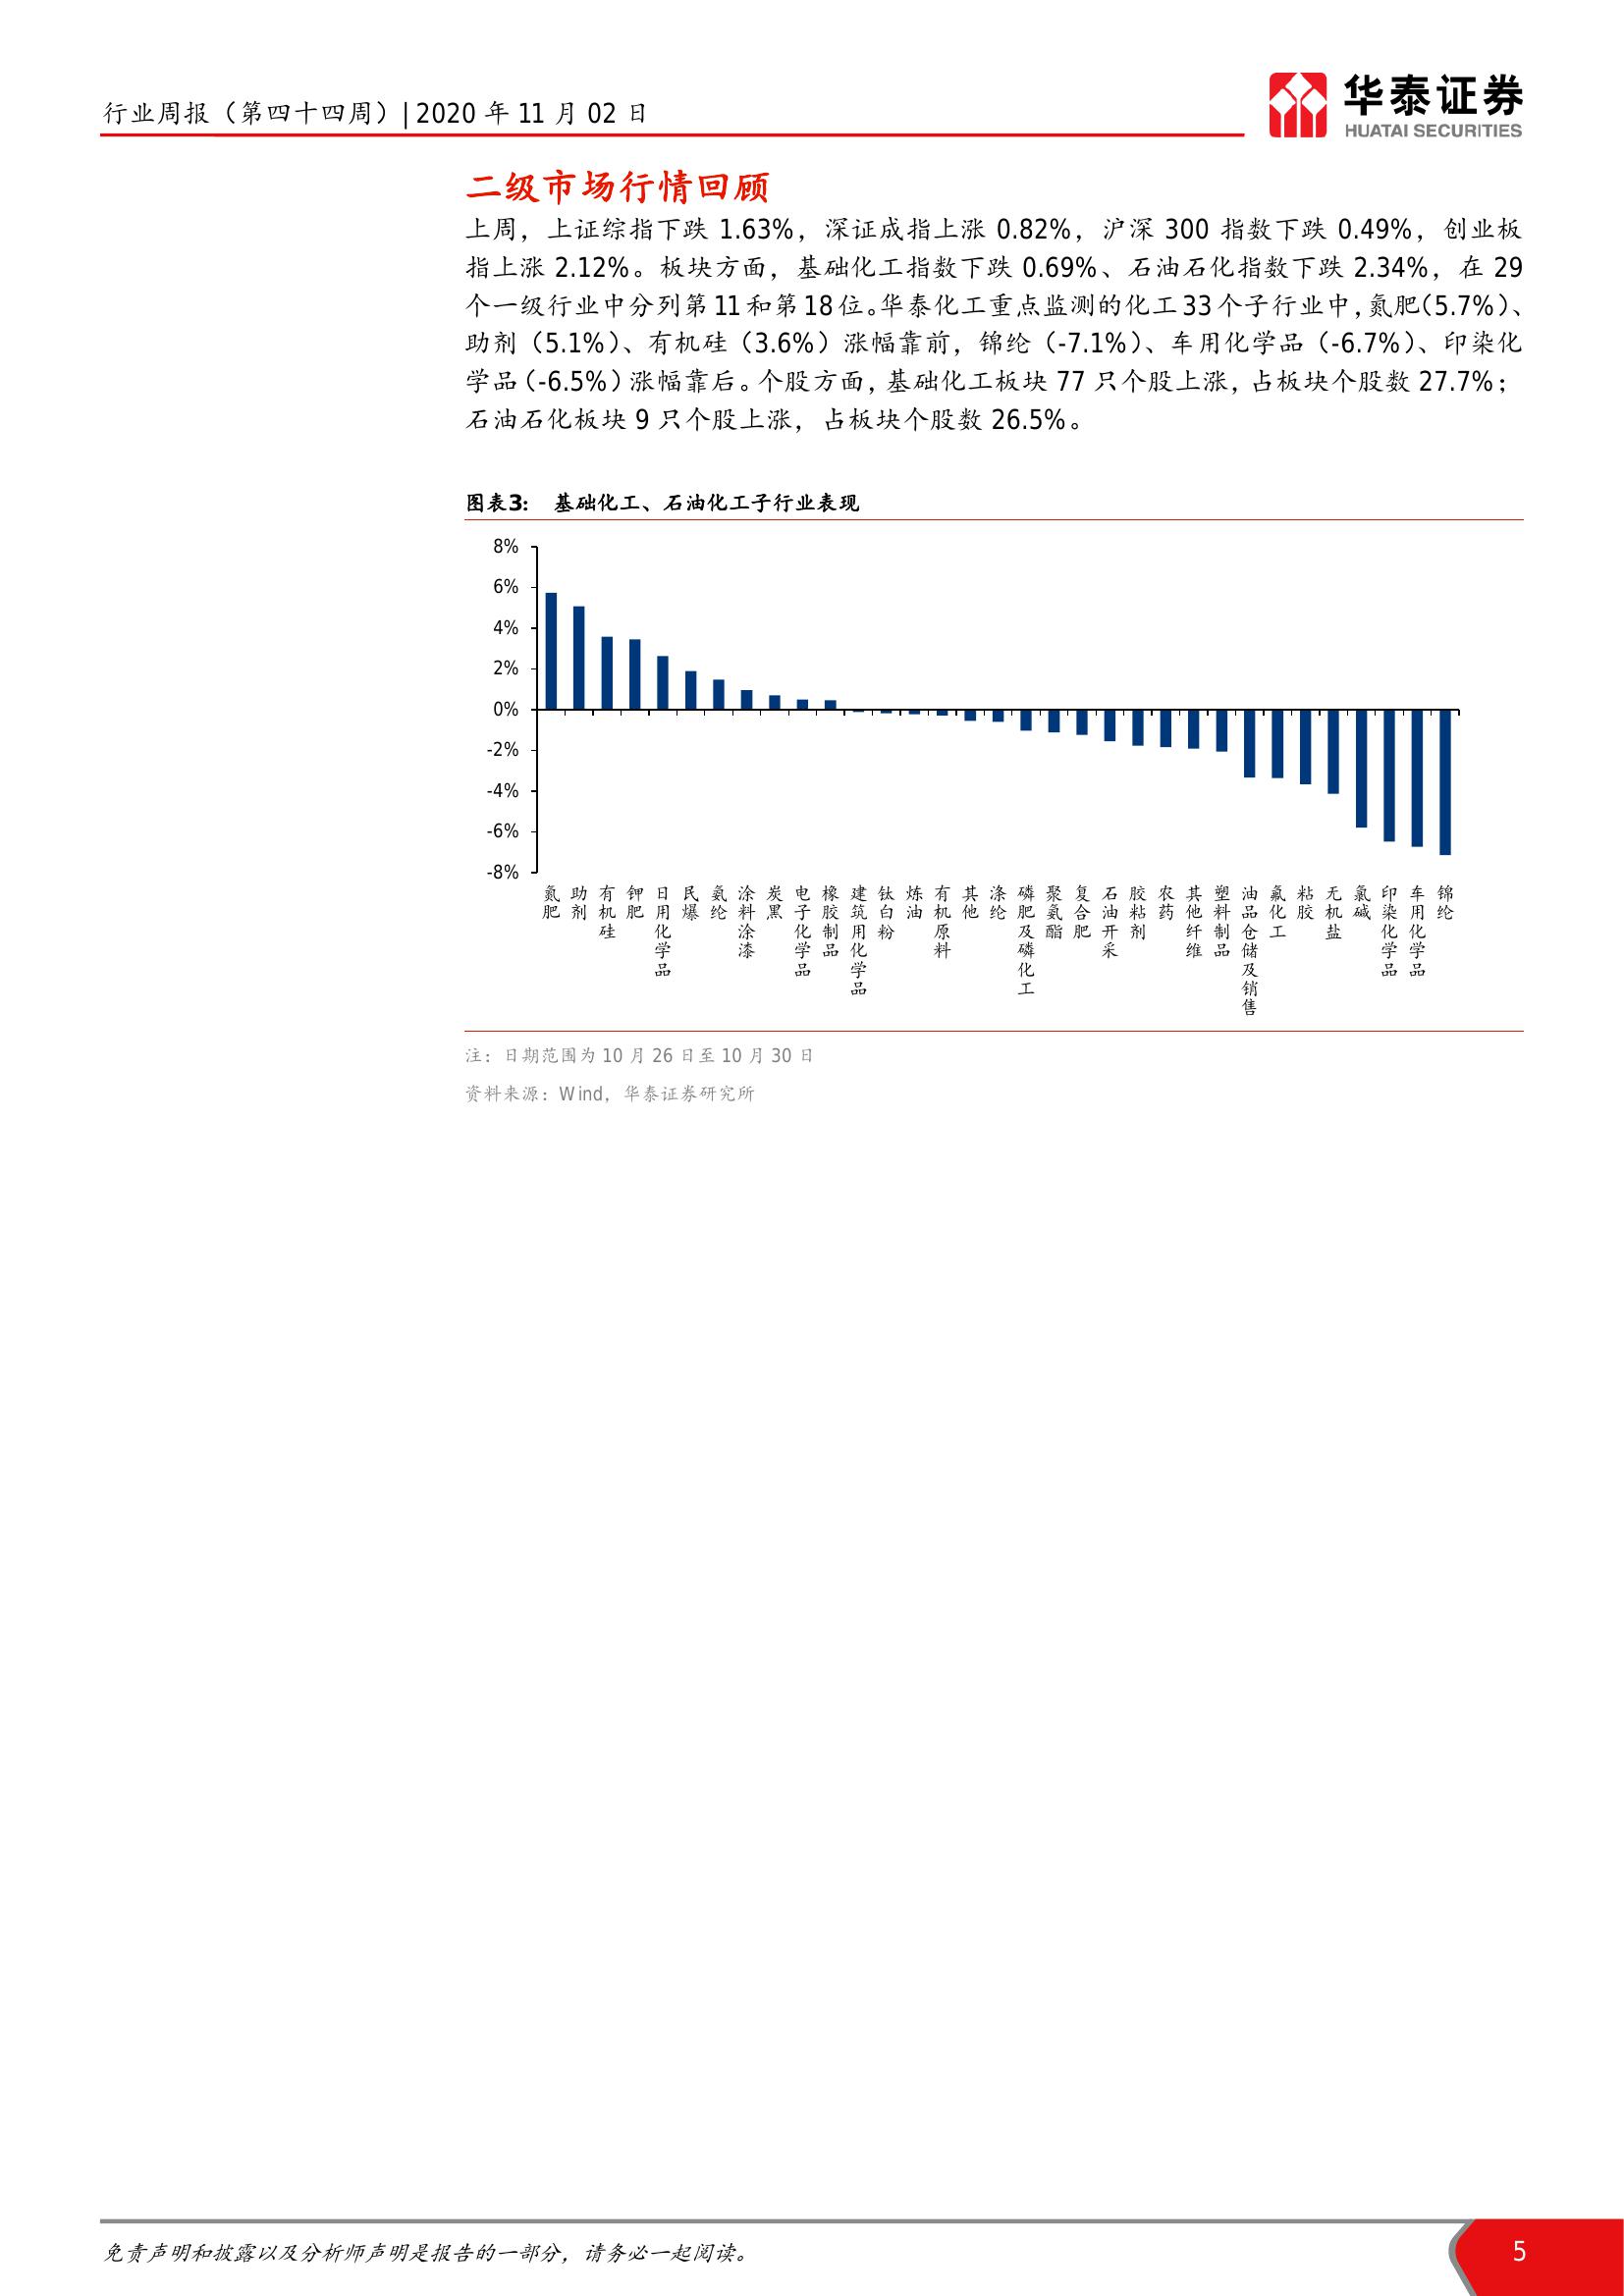 行业周报（第四十四周）|2020 年 11 月 02 日
华泰证券
HUATAI SECURITIES
二级市场行情回顾
上周，上证综指下跌 1.63%，深证成指上涨 0.82%，沪深 300 指数下跌 0.49%，创业板
指上涨 2.12%。板块方面，基础化工指数下跌 0.69%、石油石化指数下跌 2.34%，在 29
个一级行业中分列第 11 和第 18 位。华泰化工重点监测的化工 33 个子行业中，氮肥（5.7%）、
助剂（5.1%）、有机硅（3.6%）涨幅靠前，锦纶（-7.1%）、车用化学品（-6.7%）、印染化
学品（-6.5%）涨幅靠后。个股方面，基础化工板块 77 只个股上涨，占板块个股数 27.7%；
石油石化板块 9 只个股上涨，占板块个股数 26.5%。
图表3： 基础化工、石油化工子行业表现
8%
6%
4%
2%
0%
-2%
-4%
-6%
-8%
氮肥
助剂
有机硅
钾肥
日用化学品
民爆
氨纶
涂料涂漆
炭黑
电子化学品
橡胶制品
建筑用化学品
钛白粉
炼油
有机原料
其他
涤纶
磷肥及磷化工
聚氨酯
复合肥
石油开采
胶粘剂
农药
其他纤维
塑料制品
油品仓储及销售
氟化工
粘胶
无机盐
氯碱
印染化学品
车用化学品
锦纶
注：日期范围为 10 月 26 日至 10 月 30 日
资料来源：Wind，华泰证券研究所
免责声明和披露以及分析师声明是报告的一部分，请务必一起阅读。
5